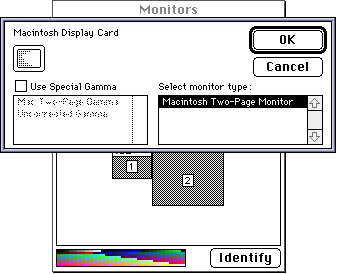 Monitors
Macintosh Display Card
OK
Cancel
Use Special Gamma
Select monitor type:
Mac Two-Page Gamma
Uncorrected Gamma
Macintosh Two-Page Monitor
1
2
Identify